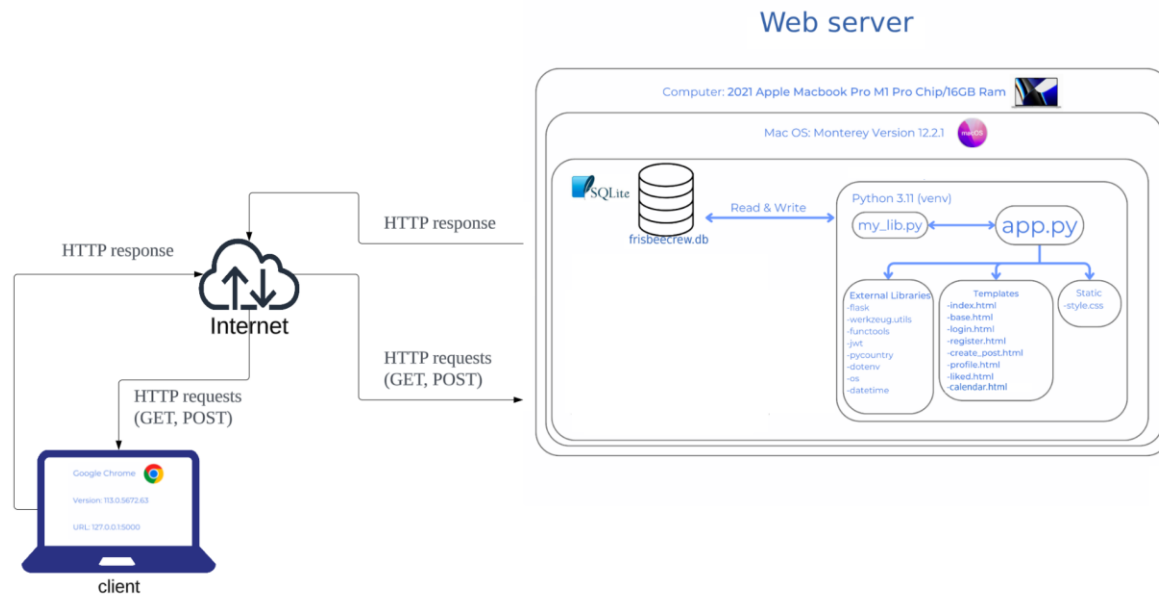 Web server
Computer: 2021 Apple Macbook Pro M1 Pro Chip/16GB Ram
Mac OS: Monterey Version 12.2.1
macOS
SQLite
frisbeecrew.db
Read & Write
Python 3.11 (venv)
my_lib.py
app.py
External Libraries
-flask
-werkzeug.utils
-functools
-jwt
-pycountry
-dotenv
-os
-datetime
Templates
-index.html
-base.html
-login.html
-register.html
-create_post.html
-profile.html
-liked.html
-calendar.html
Static
-style.css
HTTP response
HTTP response
Internet
HTTP requests
(GET, POST)
HTTP requests
(GET, POST)
Google Chrome
Version: 113.0.5672.63
URL: 127.0.0.1:5000
client